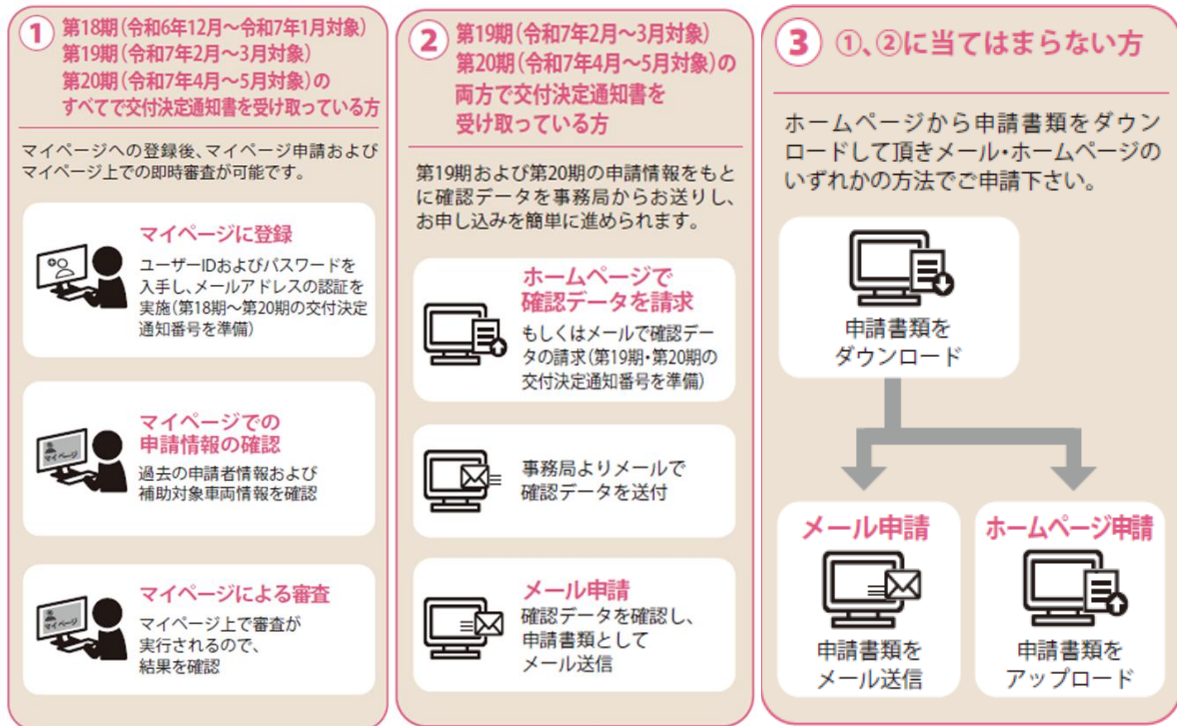 ①
第18期(令和6年12月～令和7年1月対象)
第19期(令和7年2月～3月対象)
第20期(令和7年4月～5月対象)の
すべてで交付決定通知書を受け取っている方
マイページへの登録後、マイページ申請および
マイページ上での即時審査が可能です。
マイページに登録
ユーザーIDおよびパスワードを
入手し、メールアドレスの認証を
実施(第18期～第20期の交付決定
通知番号を準備)
マイページ
マイページでの
申請情報の確認
過去の申請者情報および
補助対象車両情報を確認
マイページ
マイページによる審査
マイページ上で審査が
実行されるので、
結果を確認
②
第19期(令和7年2月～3月対象)
第20期(令和7年4月～5月対象)の
両方で交付決定通知書を
受け取っている方
第19期および第20期の申請情報をもと
に確認データを事務局からお送りし、
お申し込みを簡単に進められます。
ホームページで
確認データを請求
もしくはメールで確認デー
タの請求(第19期・第20期の
交付決定通知番号を準備)
事務局よりメールで
確認データを送付
メール申請
確認データを確認し、
申請書類として
メール送信
③ ①、②に当てはまらない方
ホームページから申請書類をダウン
ロードして頂きメール・ホームページの
いずれかの方法でご申請下さい。
申請書類を
ダウンロード
メール申請
申請書類を
メール送信
ホームページ申請
申請書類を
アップロード